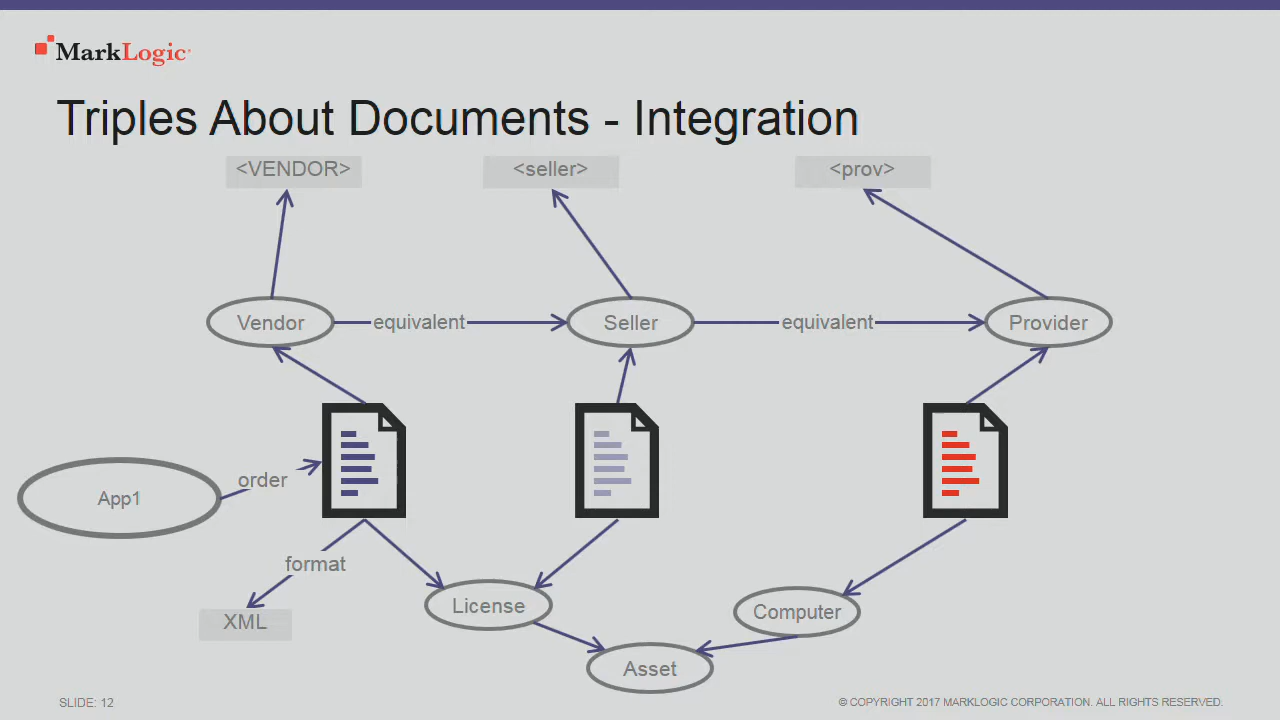 MarkLogic
Triples About Documents - Integration
<VENDOR>
<seller>
<prov>
Vendor
equivalent
Seller
equivalent
Provider
App1
order
format
XML
License
Computer
Asset
SLIDE: 12
© COPYRIGHT 2017 MARKLOGIC CORPORATION. ALL RIGHTS RESERVED.